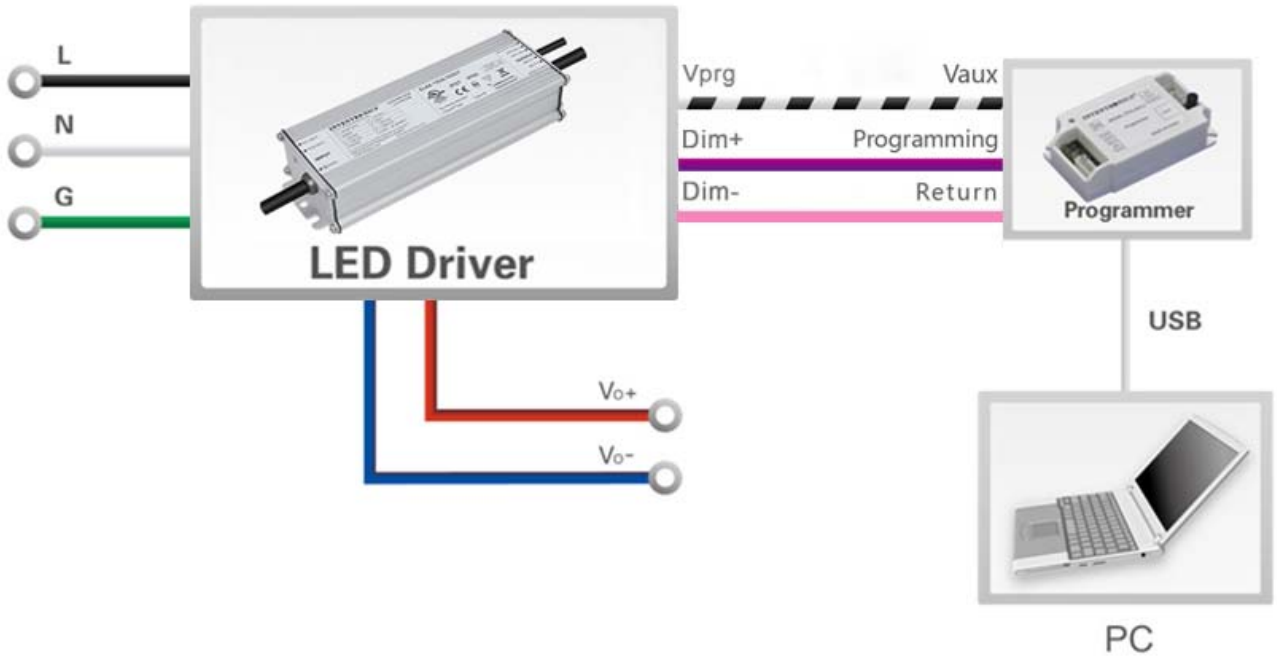 L
N
G
LED Driver
Vprg Vaux
Dim+ Programming
Dim- Return
Programmer
USB
Vo+
Vo-
PC